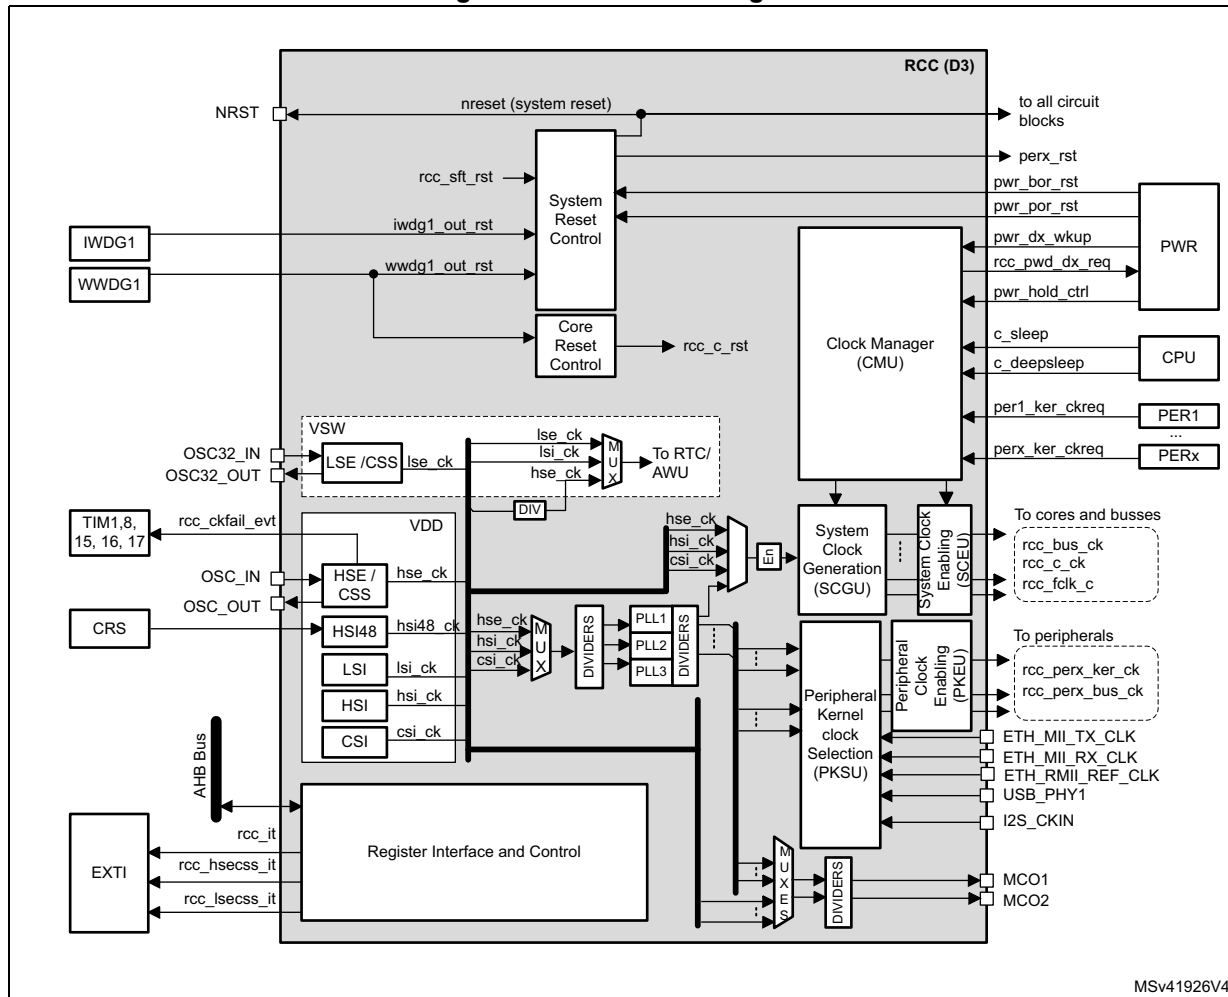 RCC (D3)
NRST
nreset (system reset)
to all circuit
blocks
perx_rst
rcc_sft_rst
System
Reset
Control
pwr_bor_rst
pwr_por_rst
IWDG1
iwdg1_out_rst
WWDG1
wwdg1_out_rst
pwr_dx_wkup
rcc_pwd_dx_req
pwr_hold_ctrl
PWR
Core
Reset
Control
rcc_c_rst
Clock Manager
(CMU)
c_sleep
c_deepsleep
CPU
per1_ker_ckreq
PER1
...
perx_ker_ckreq
PERx
VSW
OSC32_IN
OSC32_OUT
LSE /CSS
lse_ck
lse_ck
lsi_ck
hse_ck
MUX
To RTC/
AWU
DIV
TIM1,8,
15, 16, 17
rcc_ckfail_evt
VDD
OSC_IN
OSC_OUT
HSE /
CSS
hse_ck
hse_ck
hsi_ck
csi_ck
En
System
Clock
Generation
(SCGU)
System Clock
Enabling
(SCEU)
To cores and busses
rcc_bus_ck
rcc_c_ck
rcc_fclk_c
CRS
HSI48
hsi48_ck
LSI
lsi_ck
HSI
hsi_ck
CSI
csi_ck
hse_ck
hsi_ck
csi_ck
MUX
DIVIDERS
PLL1
PLL2
PLL3
DIVIDERS
Peripheral
Kernel
clock
Selection
(PKSU)
Peripheral
Clock
Enabling
(PKEU)
To peripherals
rcc_perx_ker_ck
rcc_perx_bus_ck
ETH_MII_TX_CLK
ETH_MII_RX_CLK
ETH_RMII_REF_CLK
USB_PHY1
I2S_CKIN
AHB Bus
EXTI
rcc_it
rcc_hsecss_it
rcc_lsecss_it
Register Interface and Control
MUXES
DIVIDERS
MCO1
MCO2
MSv41926V4